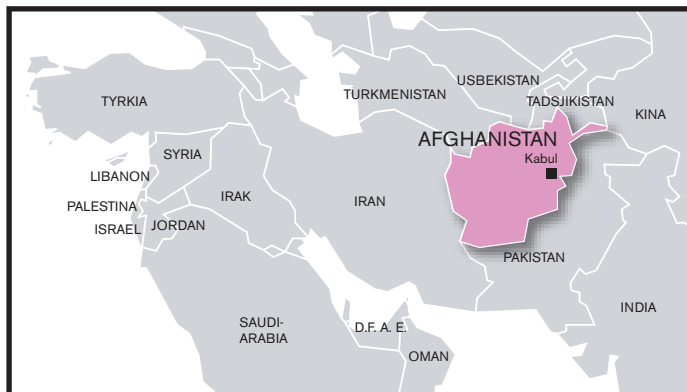 USBEKISTAN
TURKMENISTAN
TADSJIKISTAN
TYRKIA
KINA
AFGHANISTAN
Kabul
SYRIA
LIBANON
IRAK
IRAN
PALESTINA
ISRAEL
JORDAN
PAKISTAN
INDIA
SAUDI-
ARABIA
D.F. A. E.
OMAN